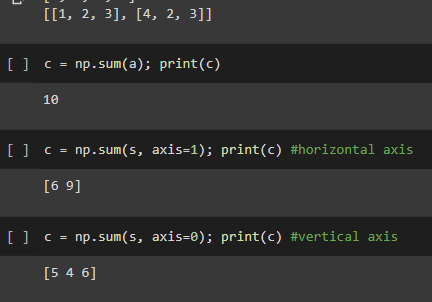 [[1, 2, 3], [4, 2, 3]]
[ ] c = np.sum(a); print(c)
10
[ ] c = np.sum(s, axis=1); print(c) #horizontal axis
[6 9]
[ ] c = np.sum(s, axis=0); print(c) #vertical axis
[5 4 6]